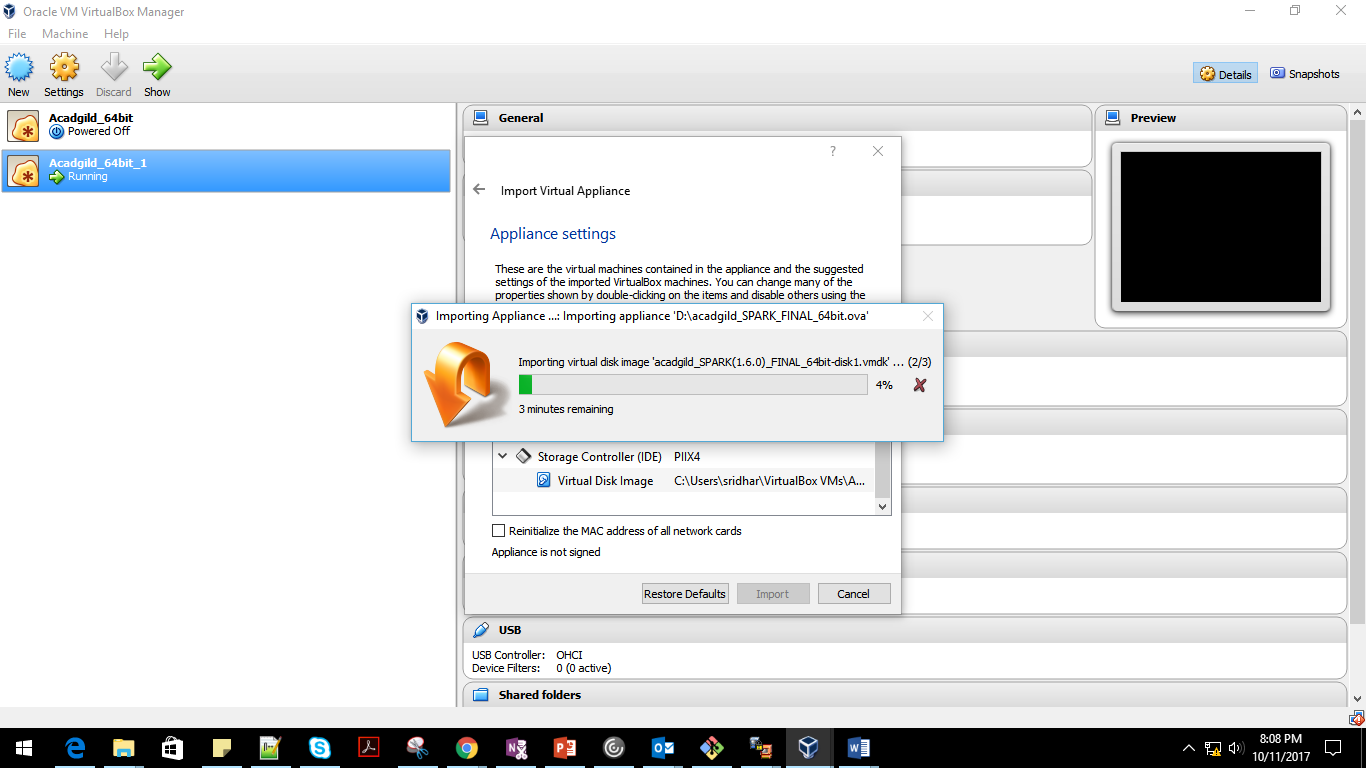 Oracle VM VirtualBox Manager
File Machine Help
New Settings Discard Show
Details Snapshots
Acadgild_64bit
Powered Off
Acadgild_64bit_1
Running
General
Preview
?
Import Virtual Appliance
Appliance settings
These are the virtual machines contained in the appliance and the suggested
settings of the imported VirtualBox machines. You can change many of the
properties shown by double-clicking on the items and disable others using the
Importing Appliance ...: Importing appliance 'D:\acadgild_SPARK_FINAL_64bit.ova'
Importing virtual disk image 'acadgild_SPARK(1.6.0)_FINAL_64bit-disk1.vmdk' ... (2/3)
4%
3 minutes remaining
Storage Controller (IDE) PIIX4
Virtual Disk Image C:\Users\sridhar\VirtualBox VMs\A...
Reinitialize the MAC address of all network cards
Appliance is not signed
Restore Defaults Import Cancel
USB
USB Controller: OHCI
Device Filters: 0 (0 active)
Shared folders
8:08 PM
10/11/2017